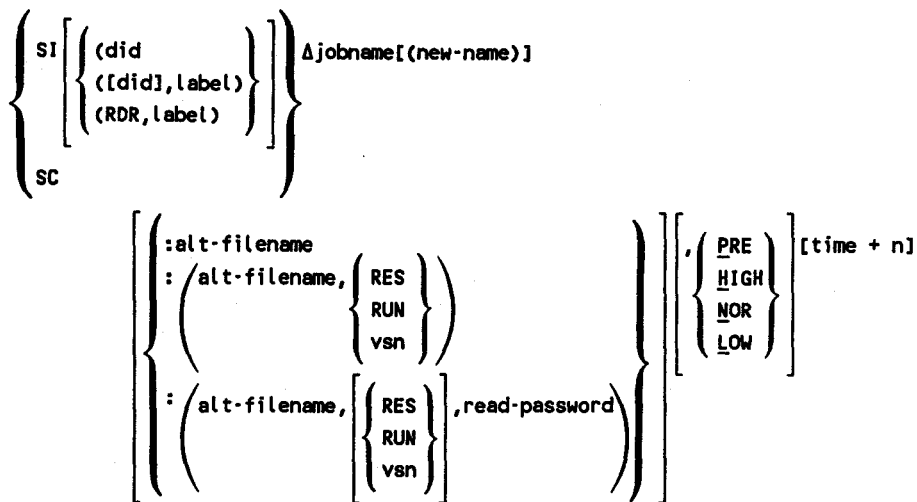 SI (did Δjobname[(new-name)]
([did],label)
(RDR,label)
SC
:alt-filename , PRE [time + n]
:(alt-filename, RES ) HIGH
RUN NOR
vsn LOW
:(alt-filename,[ RES ],read-password)
RUN
vsn